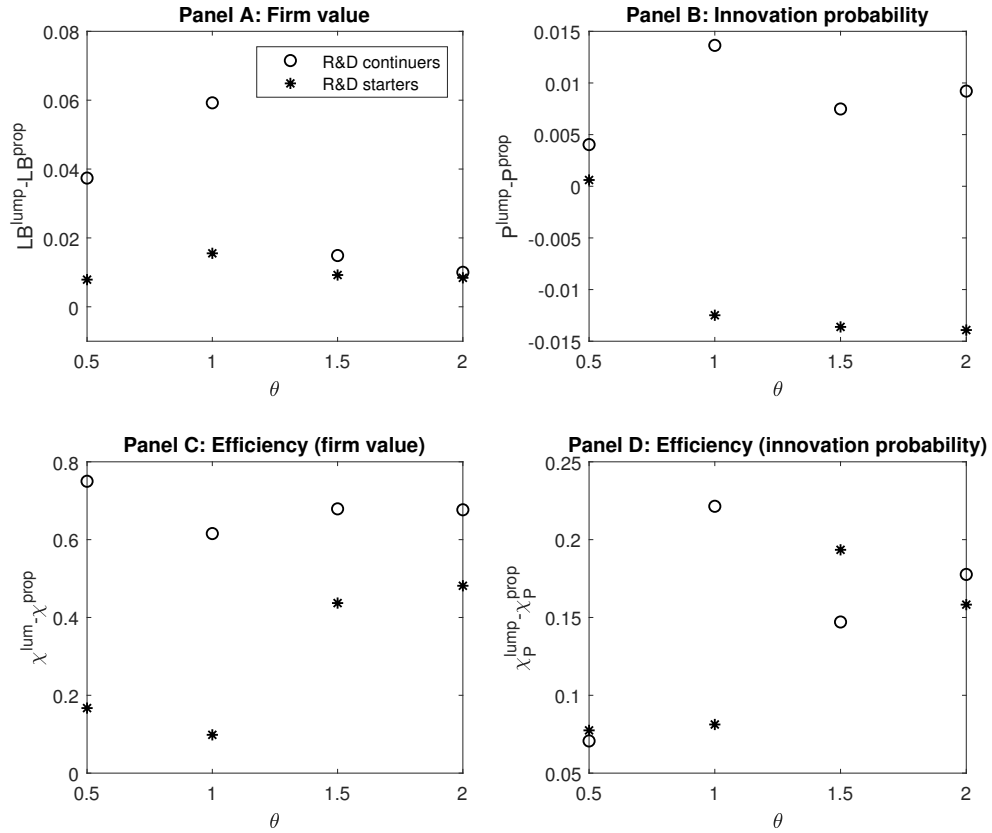 Panel A: Firm value
0.08
0.06
0.04
0.02
0
LB^lump-LB^prop
R&D continuers
R&D starters
0.5 1 1.5 2
θ
Panel B: Innovation probability
0.015
0.01
0.005
0
-0.005
-0.01
-0.015
P^lump-P^prop
0.5 1 1.5 2
θ
Panel C: Efficiency (firm value)
0.8
0.6
0.4
0.2
0
χ^lum-χ^prop
0.5 1 1.5 2
θ
Panel D: Efficiency (innovation probability)
0.25
0.2
0.15
0.1
0.05
χ_P^lump-χ_P^prop
0.5 1 1.5 2
θ